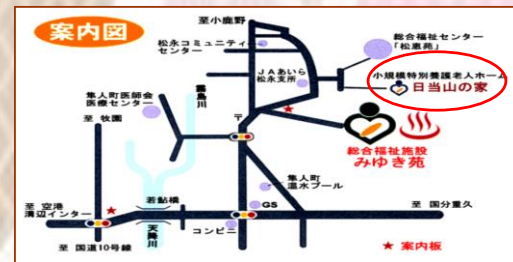 案内図
至小鹿野
松永コミュニティ
センター
総合福祉センター
「松恵苑」
JAあいら
松永支所
小規模特別養護老人ホーム
日当山の家
隼人町医師会
医療センター
霧島川
至 牧園
〒
総合福祉施設
みゆき苑
隼人町
温水プール
至 空港
溝辺インター
若鮎橋
GS
至 国分重久
天降川
コンビニ
至 国道10号線
★ 案内板